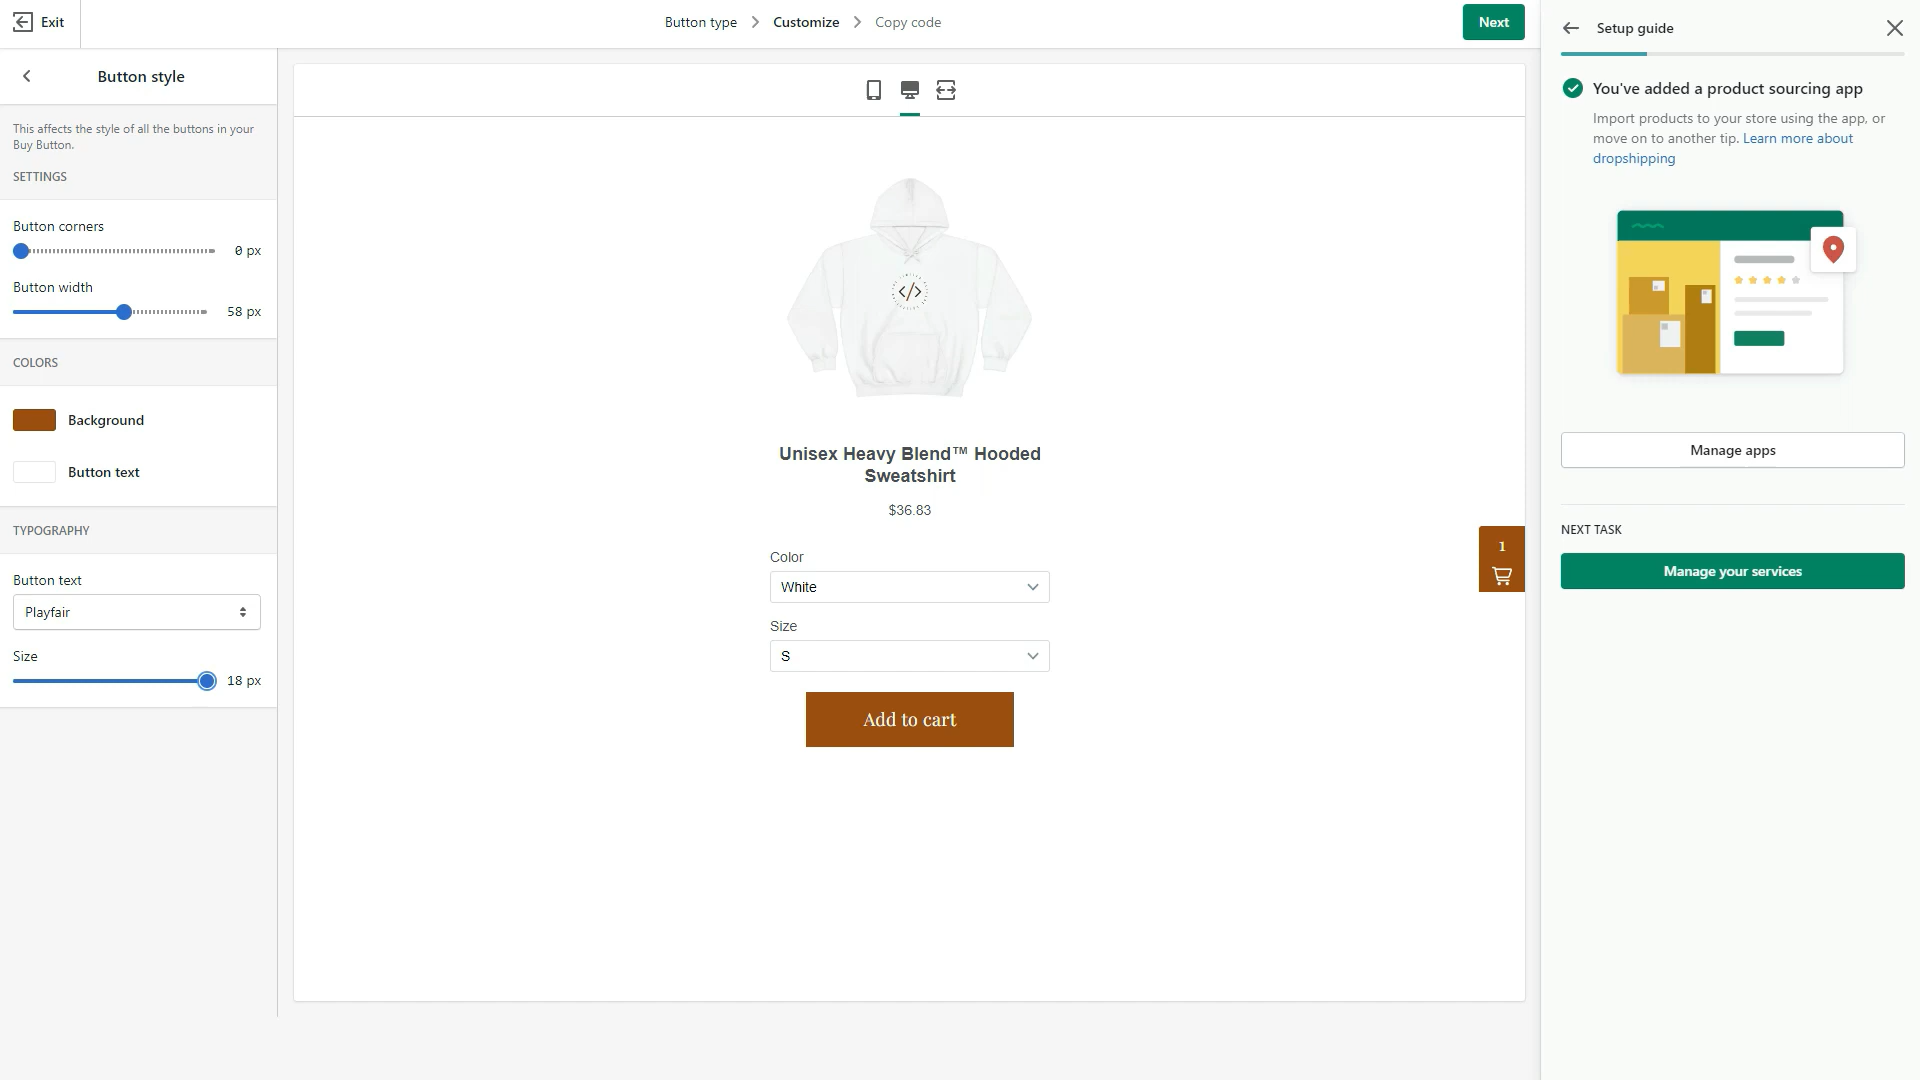 Exit
Button type
Customize
Copy code
Next
Button style
This affects the style of all the buttons in your
Buy Button.
SETTINGS
Button corners
0 px
Button width
58 px
COLORS
Background
Button text
TYPOGRAPHY
Button text
Playfair
Size
18 px
</>
Unisex Heavy Blend™ Hooded
Sweatshirt
$36.83
Color
White
Size
S
Add to cart
1
Setup guide
You've added a product sourcing app
Import products to your store using the app, or
move on to another tip. Learn more about
dropshipping
Manage apps
NEXT TASK
Manage your services